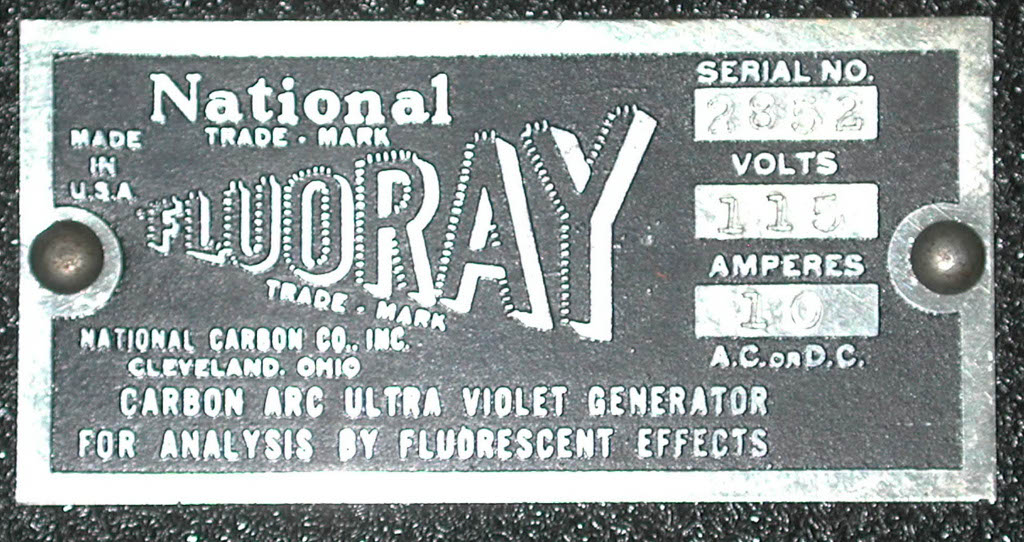 National
TRADE - MARK
MADE
IN
U.S.A
FLUORAY
TRADE - MARK
NATIONAL CARBON CO., INC.
CLEVELAND, OHIO
CARBON ARC ULTRA VIOLET GENERATOR
FOR ANALYSIS BY FLUORESCENT EFFECTS
SERIAL NO.
2852
VOLTS
115
AMPERES
10
A.C. OR D.C.